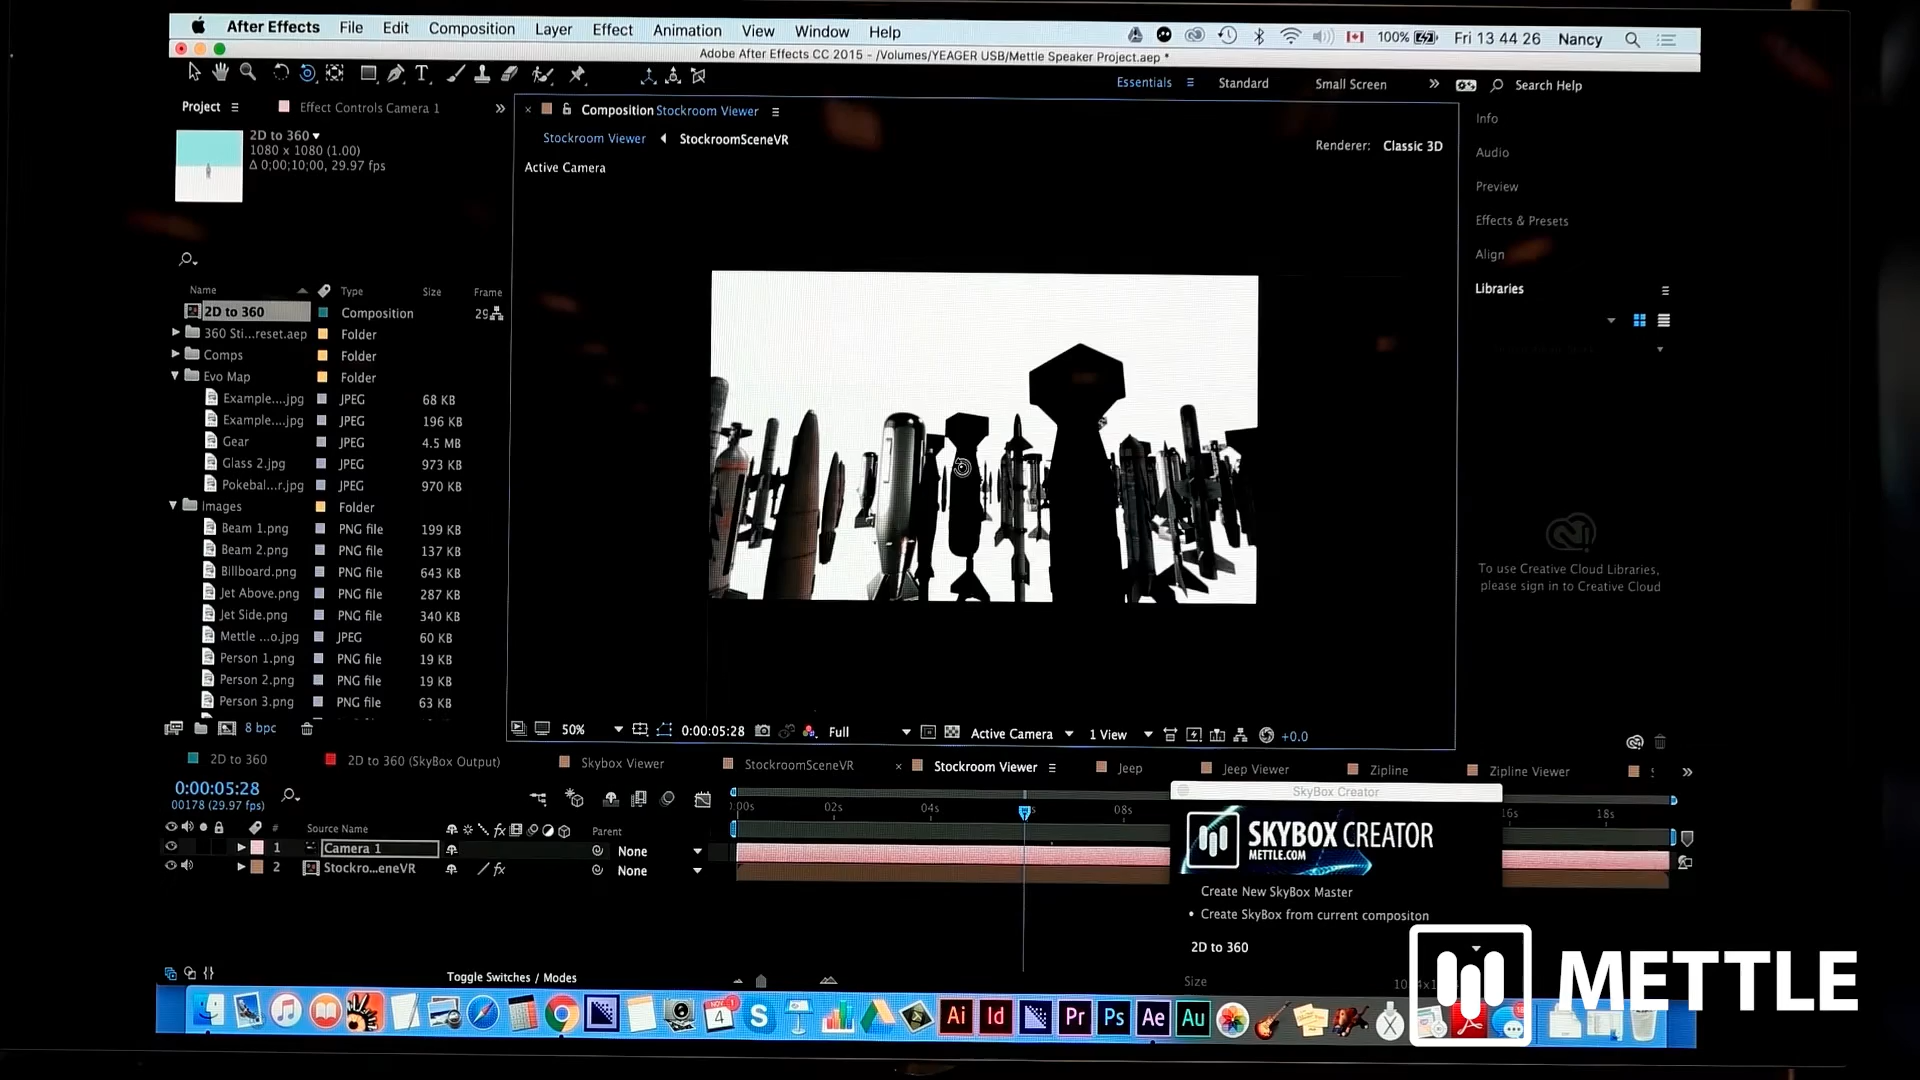 After Effects File Edit Composition Layer Effect Animation View Window Help 100% Fri 13 44 26 Nancy
Adobe After Effects CC 2015 - /Volumes/YEAGER USB/Mettle Speaker Project.aep *
Essentials Standard Small Screen » Search Help
Project Effect Controls Camera 1 »
2D to 360
1080 x 1080 (1.00)
Δ 0;00;10;00, 29.97 fps
Composition Stockroom Viewer
Stockroom Viewer StockroomSceneVR
Renderer: Classic 3D
Active Camera
Info
Audio
Preview
Effects & Presets
Align
Libraries
To use Creative Cloud Libraries,
please sign in to Creative Cloud
Name Type Size Frame
2D to 360 Composition 29
360 Sti...reset.aep Folder
Comps Folder
Evo Map Folder
Example....jpg JPEG 68 KB
Example....jpg JPEG 196 KB
Gear JPEG 4.5 MB
Glass 2.jpg JPEG 973 KB
Pokebal...r.jpg JPEG 970 KB
Images Folder
Beam 1.png PNG file 199 KB
Beam 2.png PNG file 137 KB
Billboard.png PNG file 643 KB
Jet Above.png PNG file 287 KB
Jet Side.png PNG file 340 KB
Mettle ...o.jpg JPEG 60 KB
Person 1.png PNG file 19 KB
Person 2.png PNG file 19 KB
Person 3.png PNG file 63 KB
8 bpc
50% 0:00:05:28 Full Active Camera 1 View +0.0
2D to 360 2D to 360 (SkyBox Output) Skybox Viewer StockroomSceneVR Stockroom Viewer Jeep Jeep Viewer Zipline Zipline Viewer »
0:00:05:28
00178 (29.97 fps)
:00s 02s 04s 08s 16s 18s
# Source Name fx Parent
1 Camera 1 None
2 Stockro...eneVR fx None
SkyBox Creator
SKYBOX CREATOR
METTLE.COM
Create New SkyBox Master
• Create SkyBox from current compositon
2D to 360
Size
Toggle Switches / Modes
NOV 4 S Ai Id Pr Ps Ae Au
METTLE